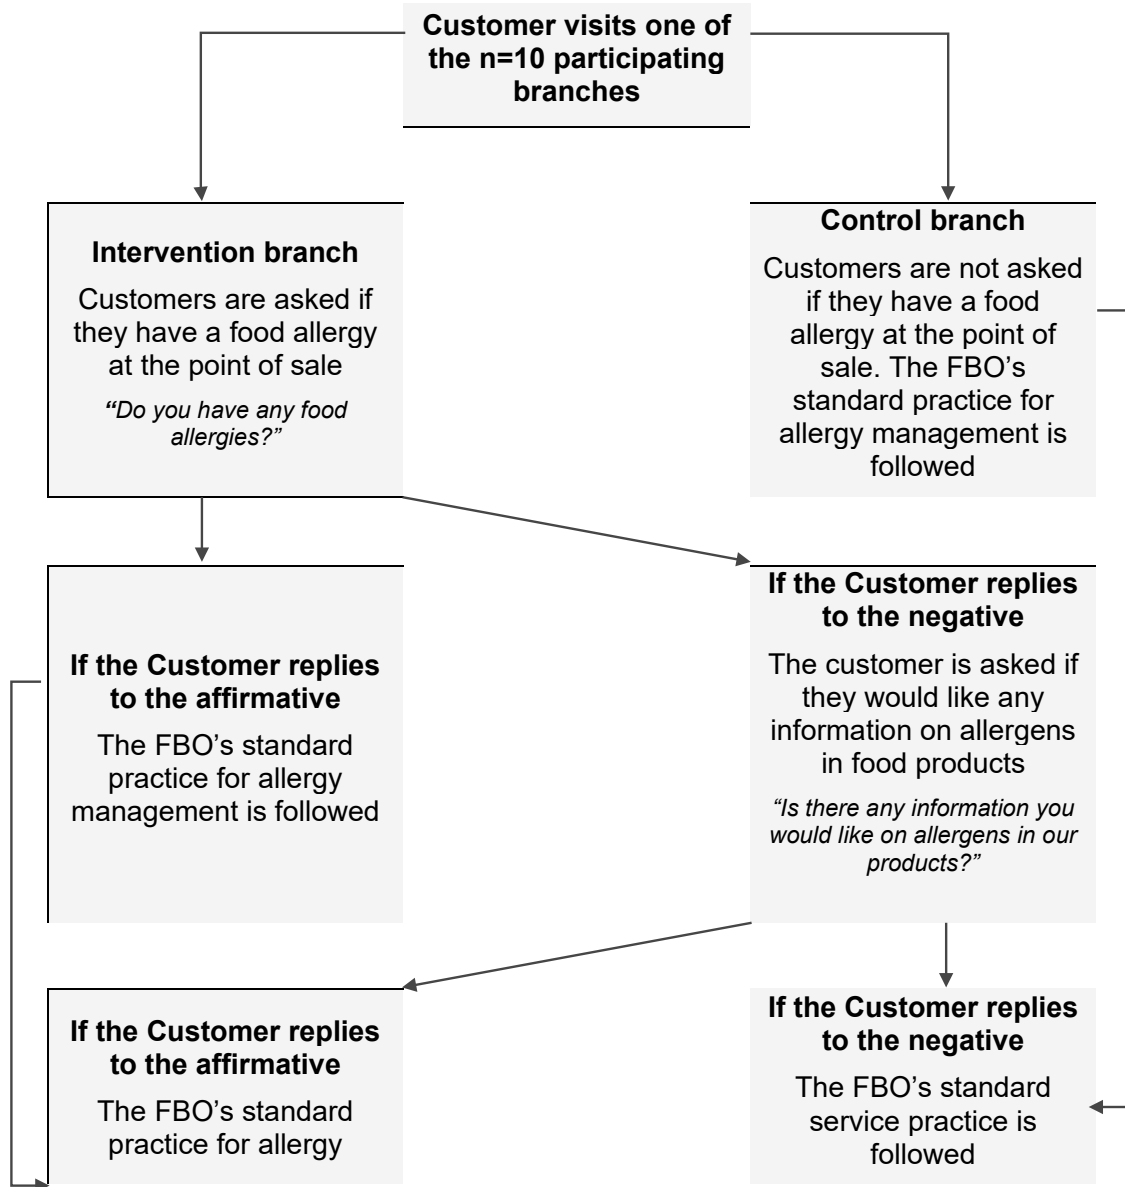 Customer visits one of
the n=10 participating
branches
Intervention branch
Customers are asked if
they have a food allergy
at the point of sale
“Do you have any food
allergies?”
Control branch
Customers are not asked
if they have a food
allergy at the point of
sale. The FBO’s
standard practice for
allergy management is
followed
If the Customer replies
to the affirmative
The FBO’s standard
practice for allergy
management is followed
If the Customer replies
to the negative
The customer is asked if
they would like any
information on allergens
in food products
“Is there any information you
would like on allergens in our
products?”
If the Customer replies
to the affirmative
The FBO’s standard
practice for allergy
If the Customer replies
to the negative
The FBO’s standard
service practice is
followed